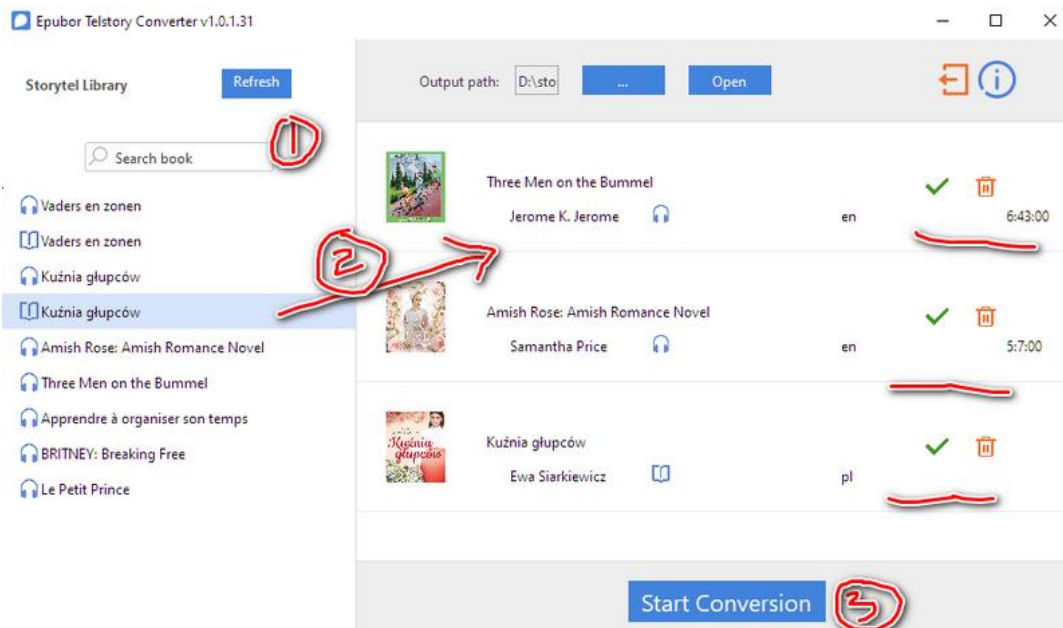 Epubor Telstory Converter v1.0.1.31
Storytel Library
Refresh
1
Search book
Vaders en zonen
Vaders en zonen
Kuźnia głupców
Kuźnia głupców
Amish Rose: Amish Romance Novel
Three Men on the Bummel
Apprendre à organiser son temps
BRITNEY: Breaking Free
Le Petit Prince
2
Output path: D:\sto ... Open
Three Men on the Bummel
Jerome K. Jerome en 6:43:00
Amish Rose: Amish Romance Novel
Samantha Price en 5:7:00
Kuźnia głupców
Kuźnia głupców
Ewa Siarkiewicz pl
Start Conversion 3